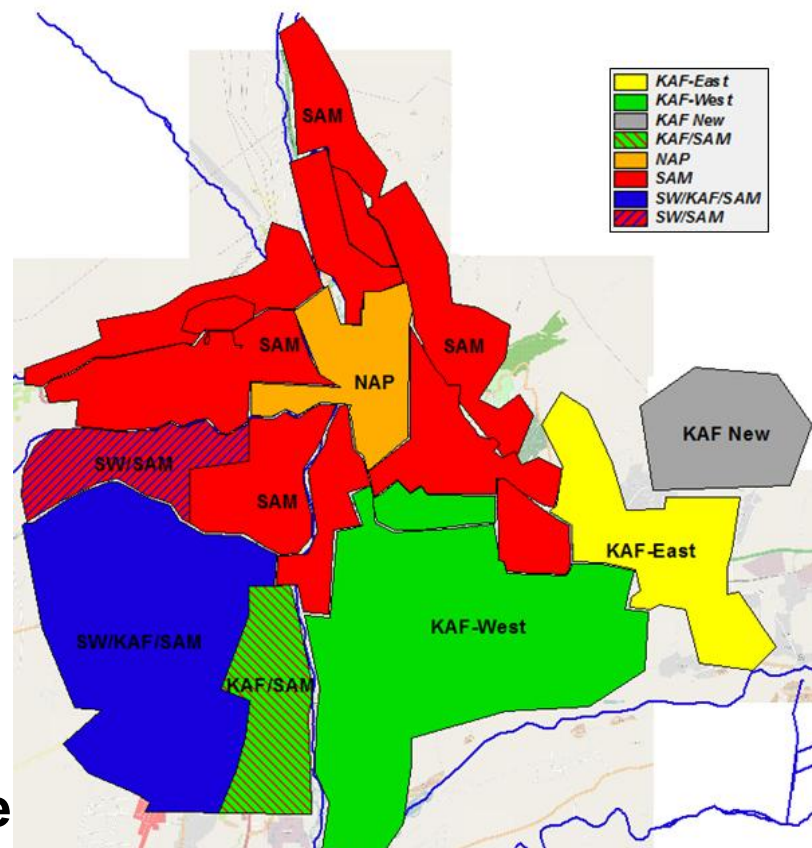 KAF-East
KAF-West
KAF New
KAF/SAM
NAP
SAM
SW/KAF/SAM
SW/SAM
SAM
SAM
SAM
NAP
KAF New
SW/SAM
SAM
KAF-East
KAF-West
SW/KAF/SAM
KAF/SAM
e